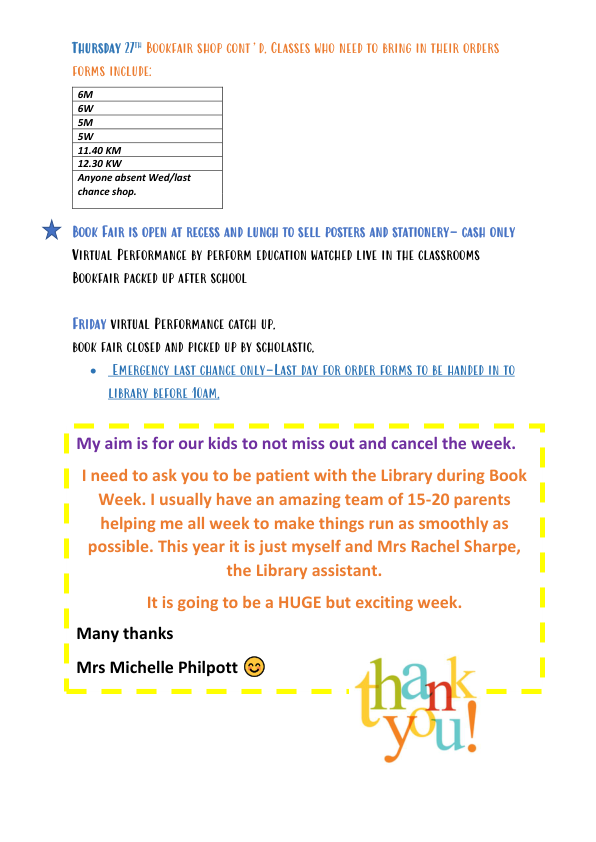 Thursday 27th Bookfair shop cont'd. Classes who need to bring in their orders
forms include:
6M
6W
5M
5W
11.40 KM
12.30 KW
Anyone absent Wed/last
chance shop.
Book Fair is open at recess and lunch to sell posters and stationery- cash only
Virtual Performance by perform education watched live in the classrooms
Bookfair packed up after school
Friday virtual Performance catch up.
book fair closed and picked up by scholastic.
• Emergency last chance only-Last day for order forms to be handed in to
library before 10am.
My aim is for our kids to not miss out and cancel the week.
I need to ask you to be patient with the Library during Book
Week. I usually have an amazing team of 15-20 parents
helping me all week to make things run as smoothly as
possible. This year it is just myself and Mrs Rachel Sharpe,
the Library assistant.
It is going to be a HUGE but exciting week.
Many thanks
Mrs Michelle Philpott 😊
thank
you!